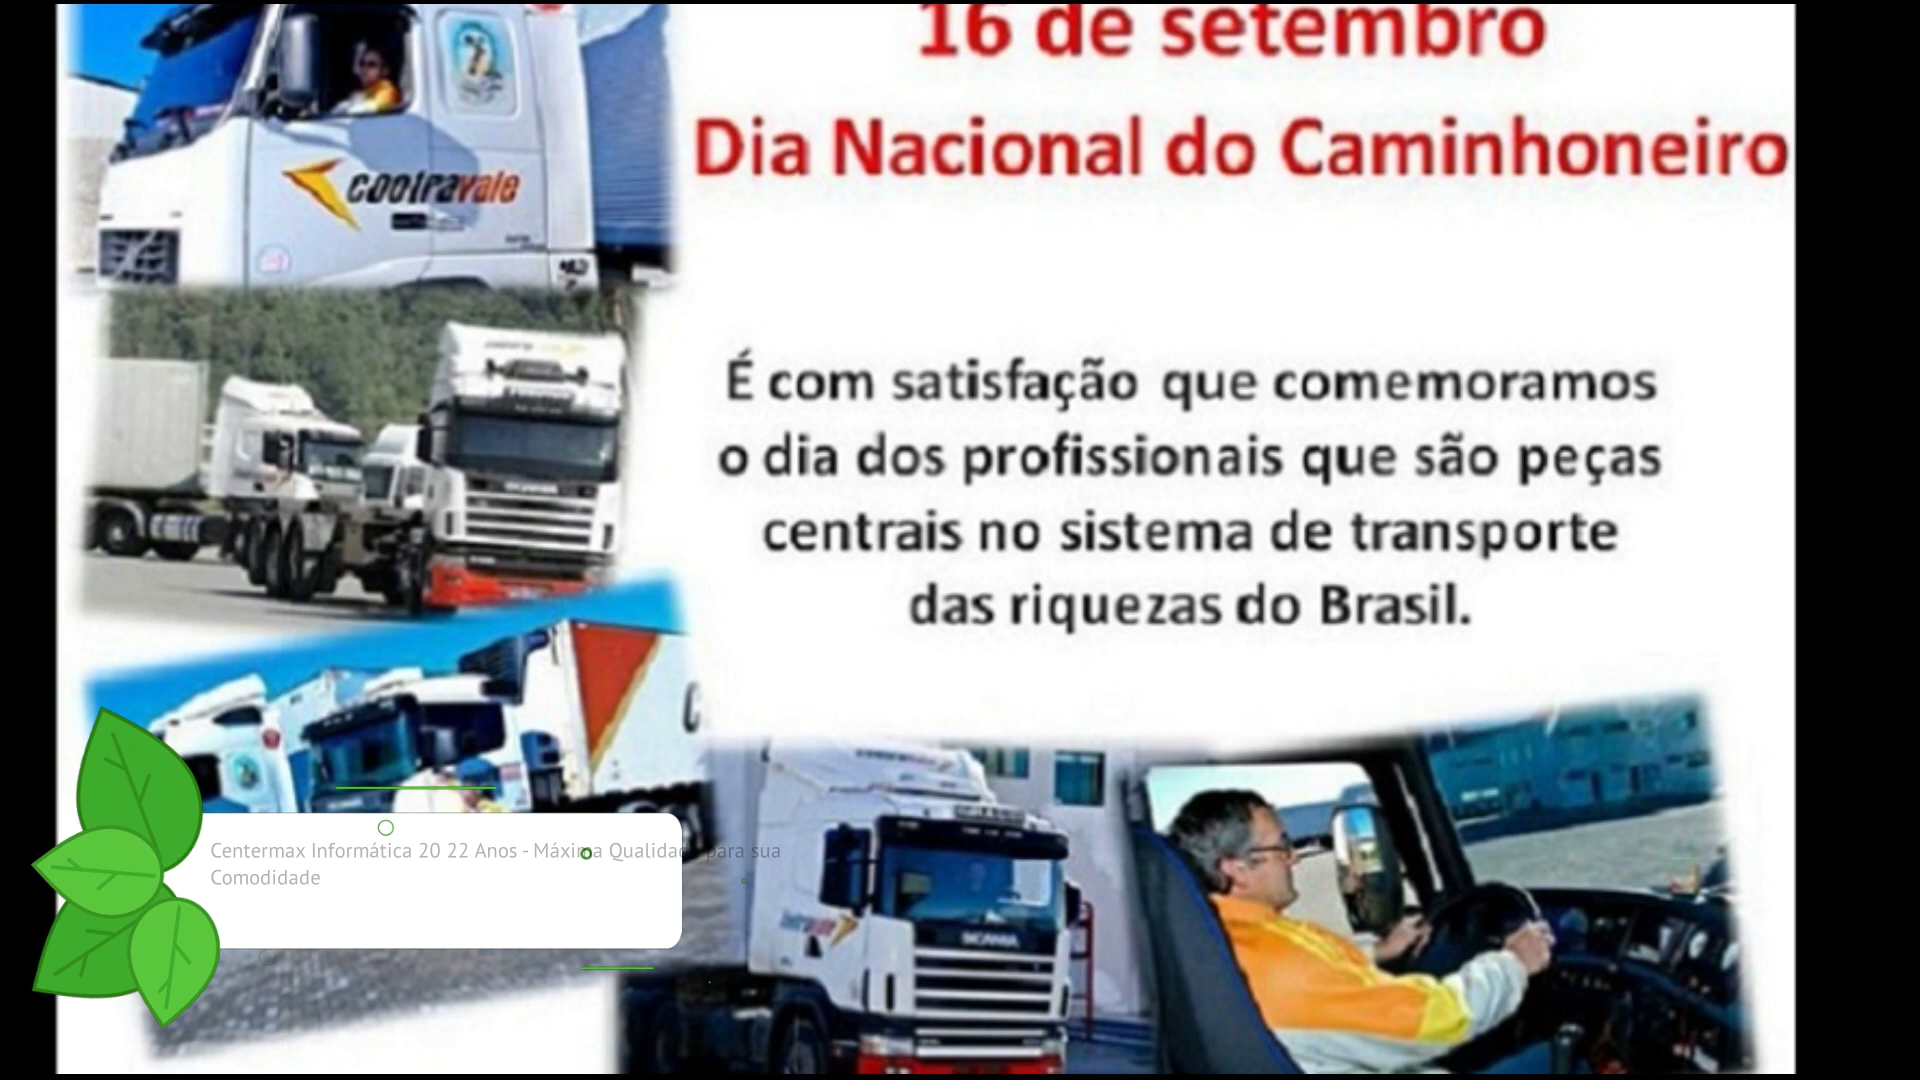 16 de setembro
Dia Nacional do Caminhoneiro
cootravale
É com satisfação que comemoramos
o dia dos profissionais que são peças
centrais no sistema de transporte
das riquezas do Brasil.
Centermax Informática 20 22 Anos - Máxima Qualidade para sua
Comodidade
SCANIA